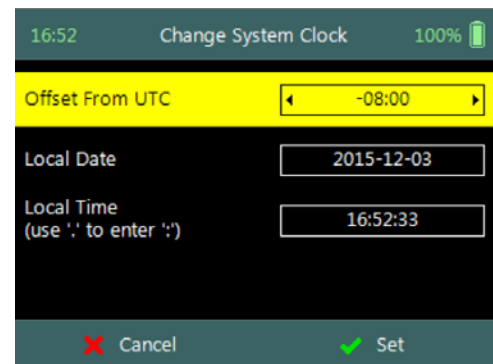 16:52 Change System Clock 100%
Offset From UTC -08:00
Local Date 2015-12-03
Local Time
(use '.' to enter ':') 16:52:33
Cancel Set